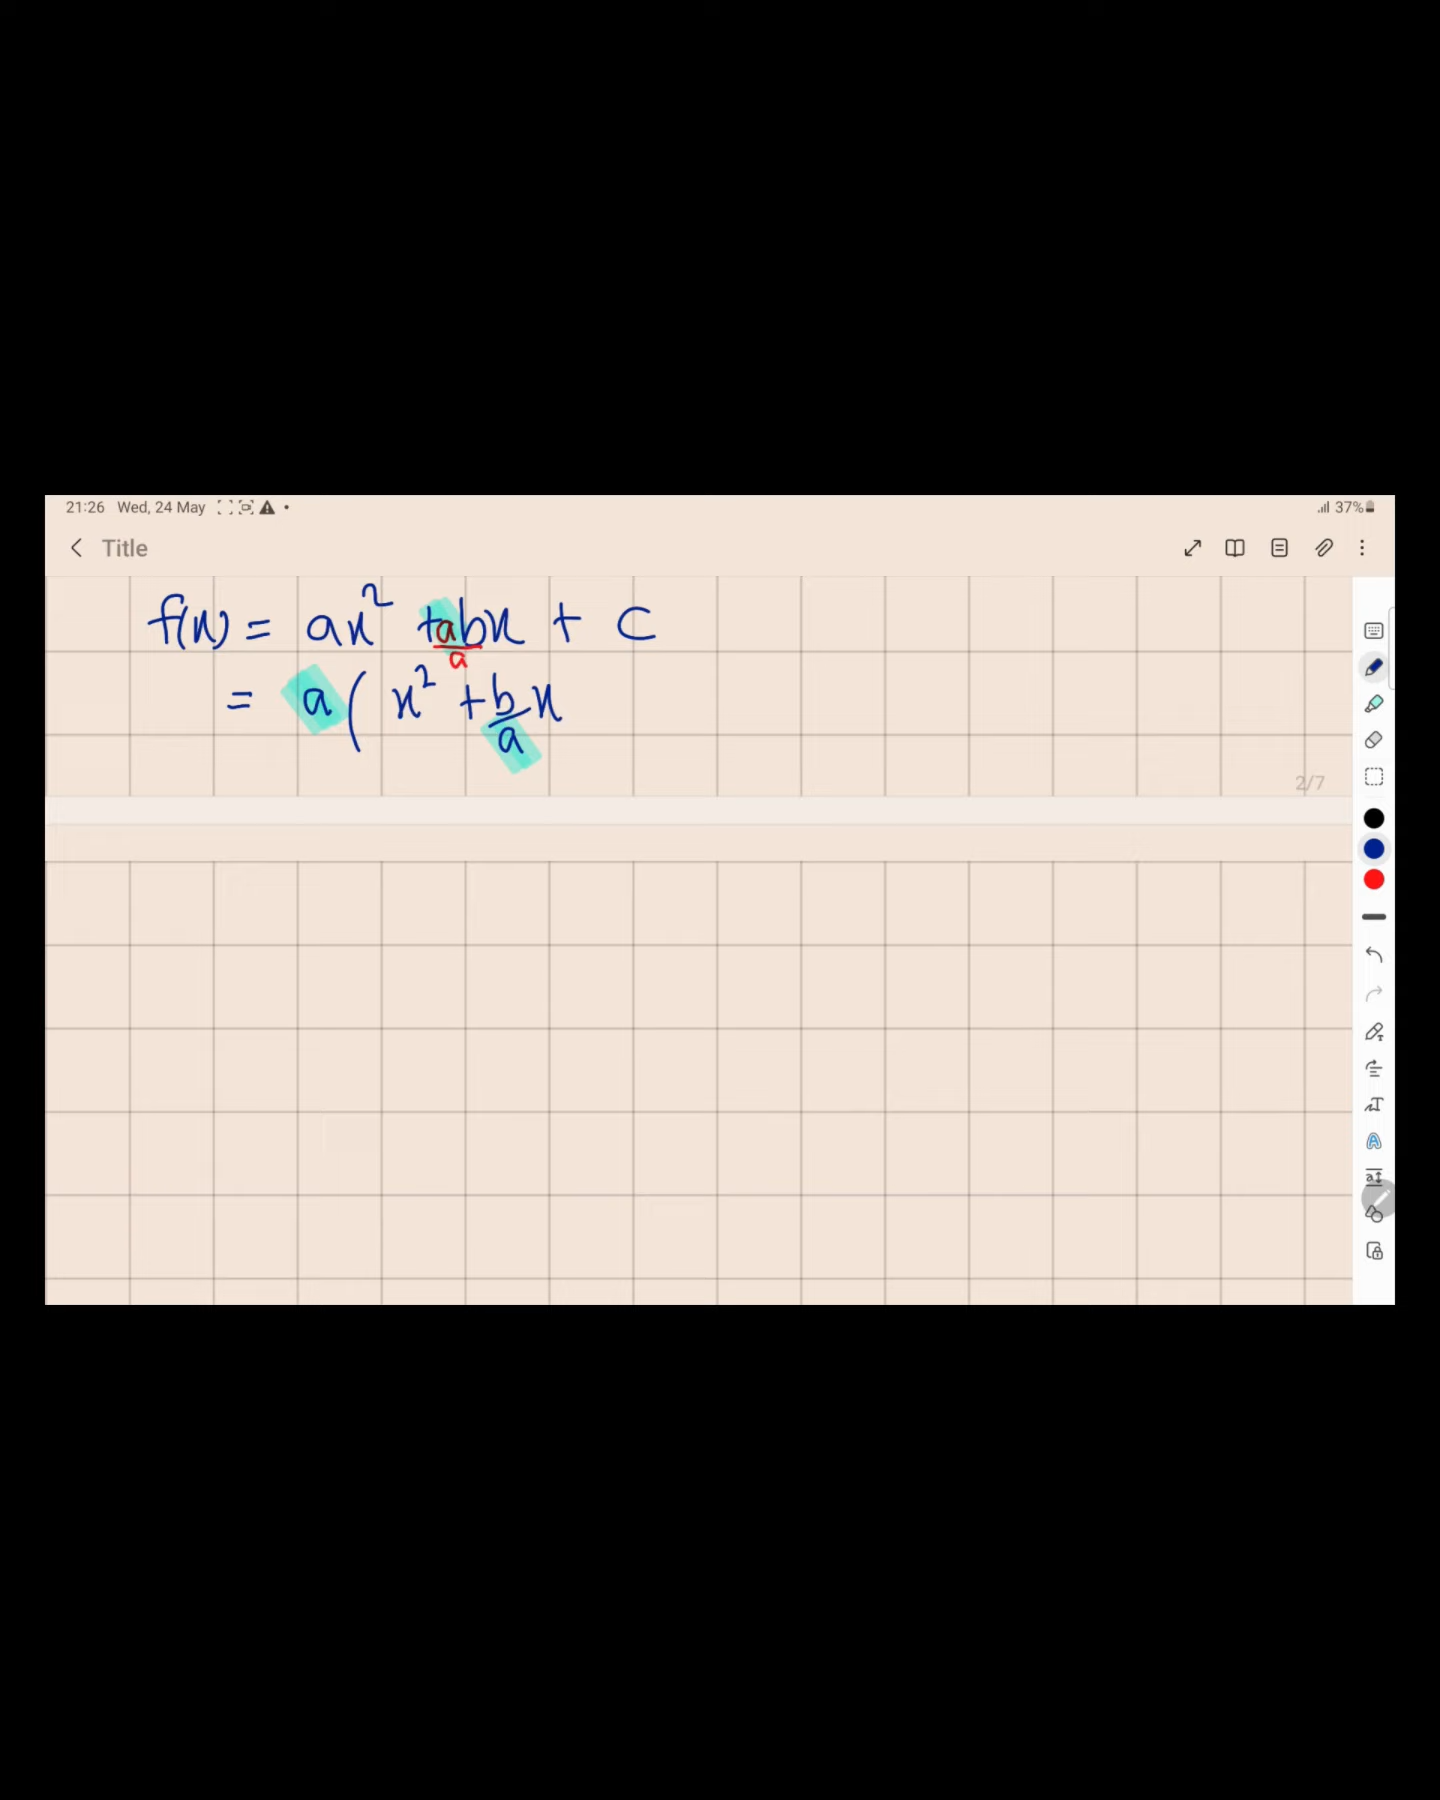 21:26 Wed, 24 May 37%
Title
f(x) = ax² + abx/a + c
= a( x² + b/a x
2/7